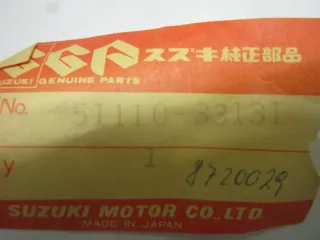 SGP スズキ純正部品
SUZUKI GENUINE PARTS
No. 51110-33131
Y 1
8720029
SUZUKI MOTOR CO., LTD
MADE IN JAPAN